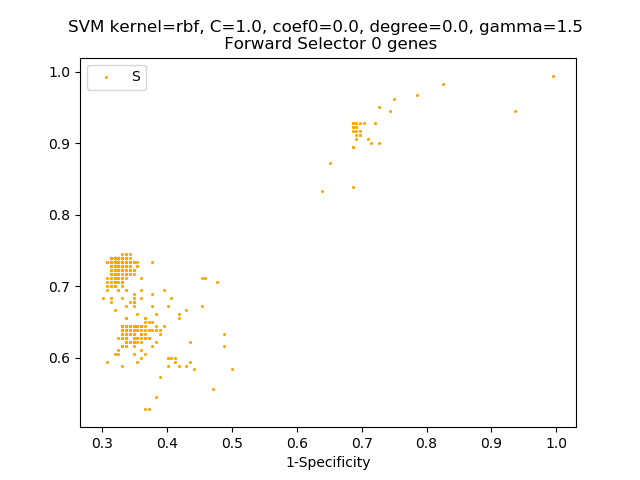 SVM kernel=rbf, C=1.0, coef0=0.0, degree=0.0, gamma=1.5
Forward Selector 0 genes
S
1.0
0.9
0.8
0.7
0.6
0.3 0.4 0.5 0.6 0.7 0.8 0.9 1.0
1-Specificity